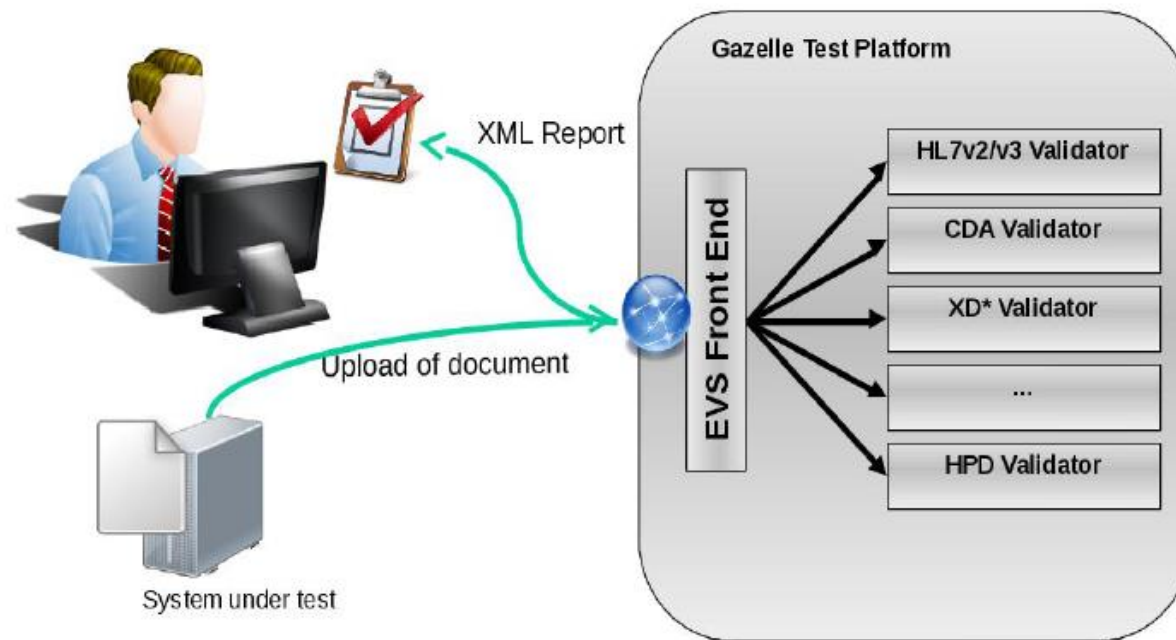 Gazelle Test Platform
XML Report
HL7v2/v3 Validator
CDA Validator
XD* Validator
...
HPD Validator
EVS Front End
Upload of document
System under test